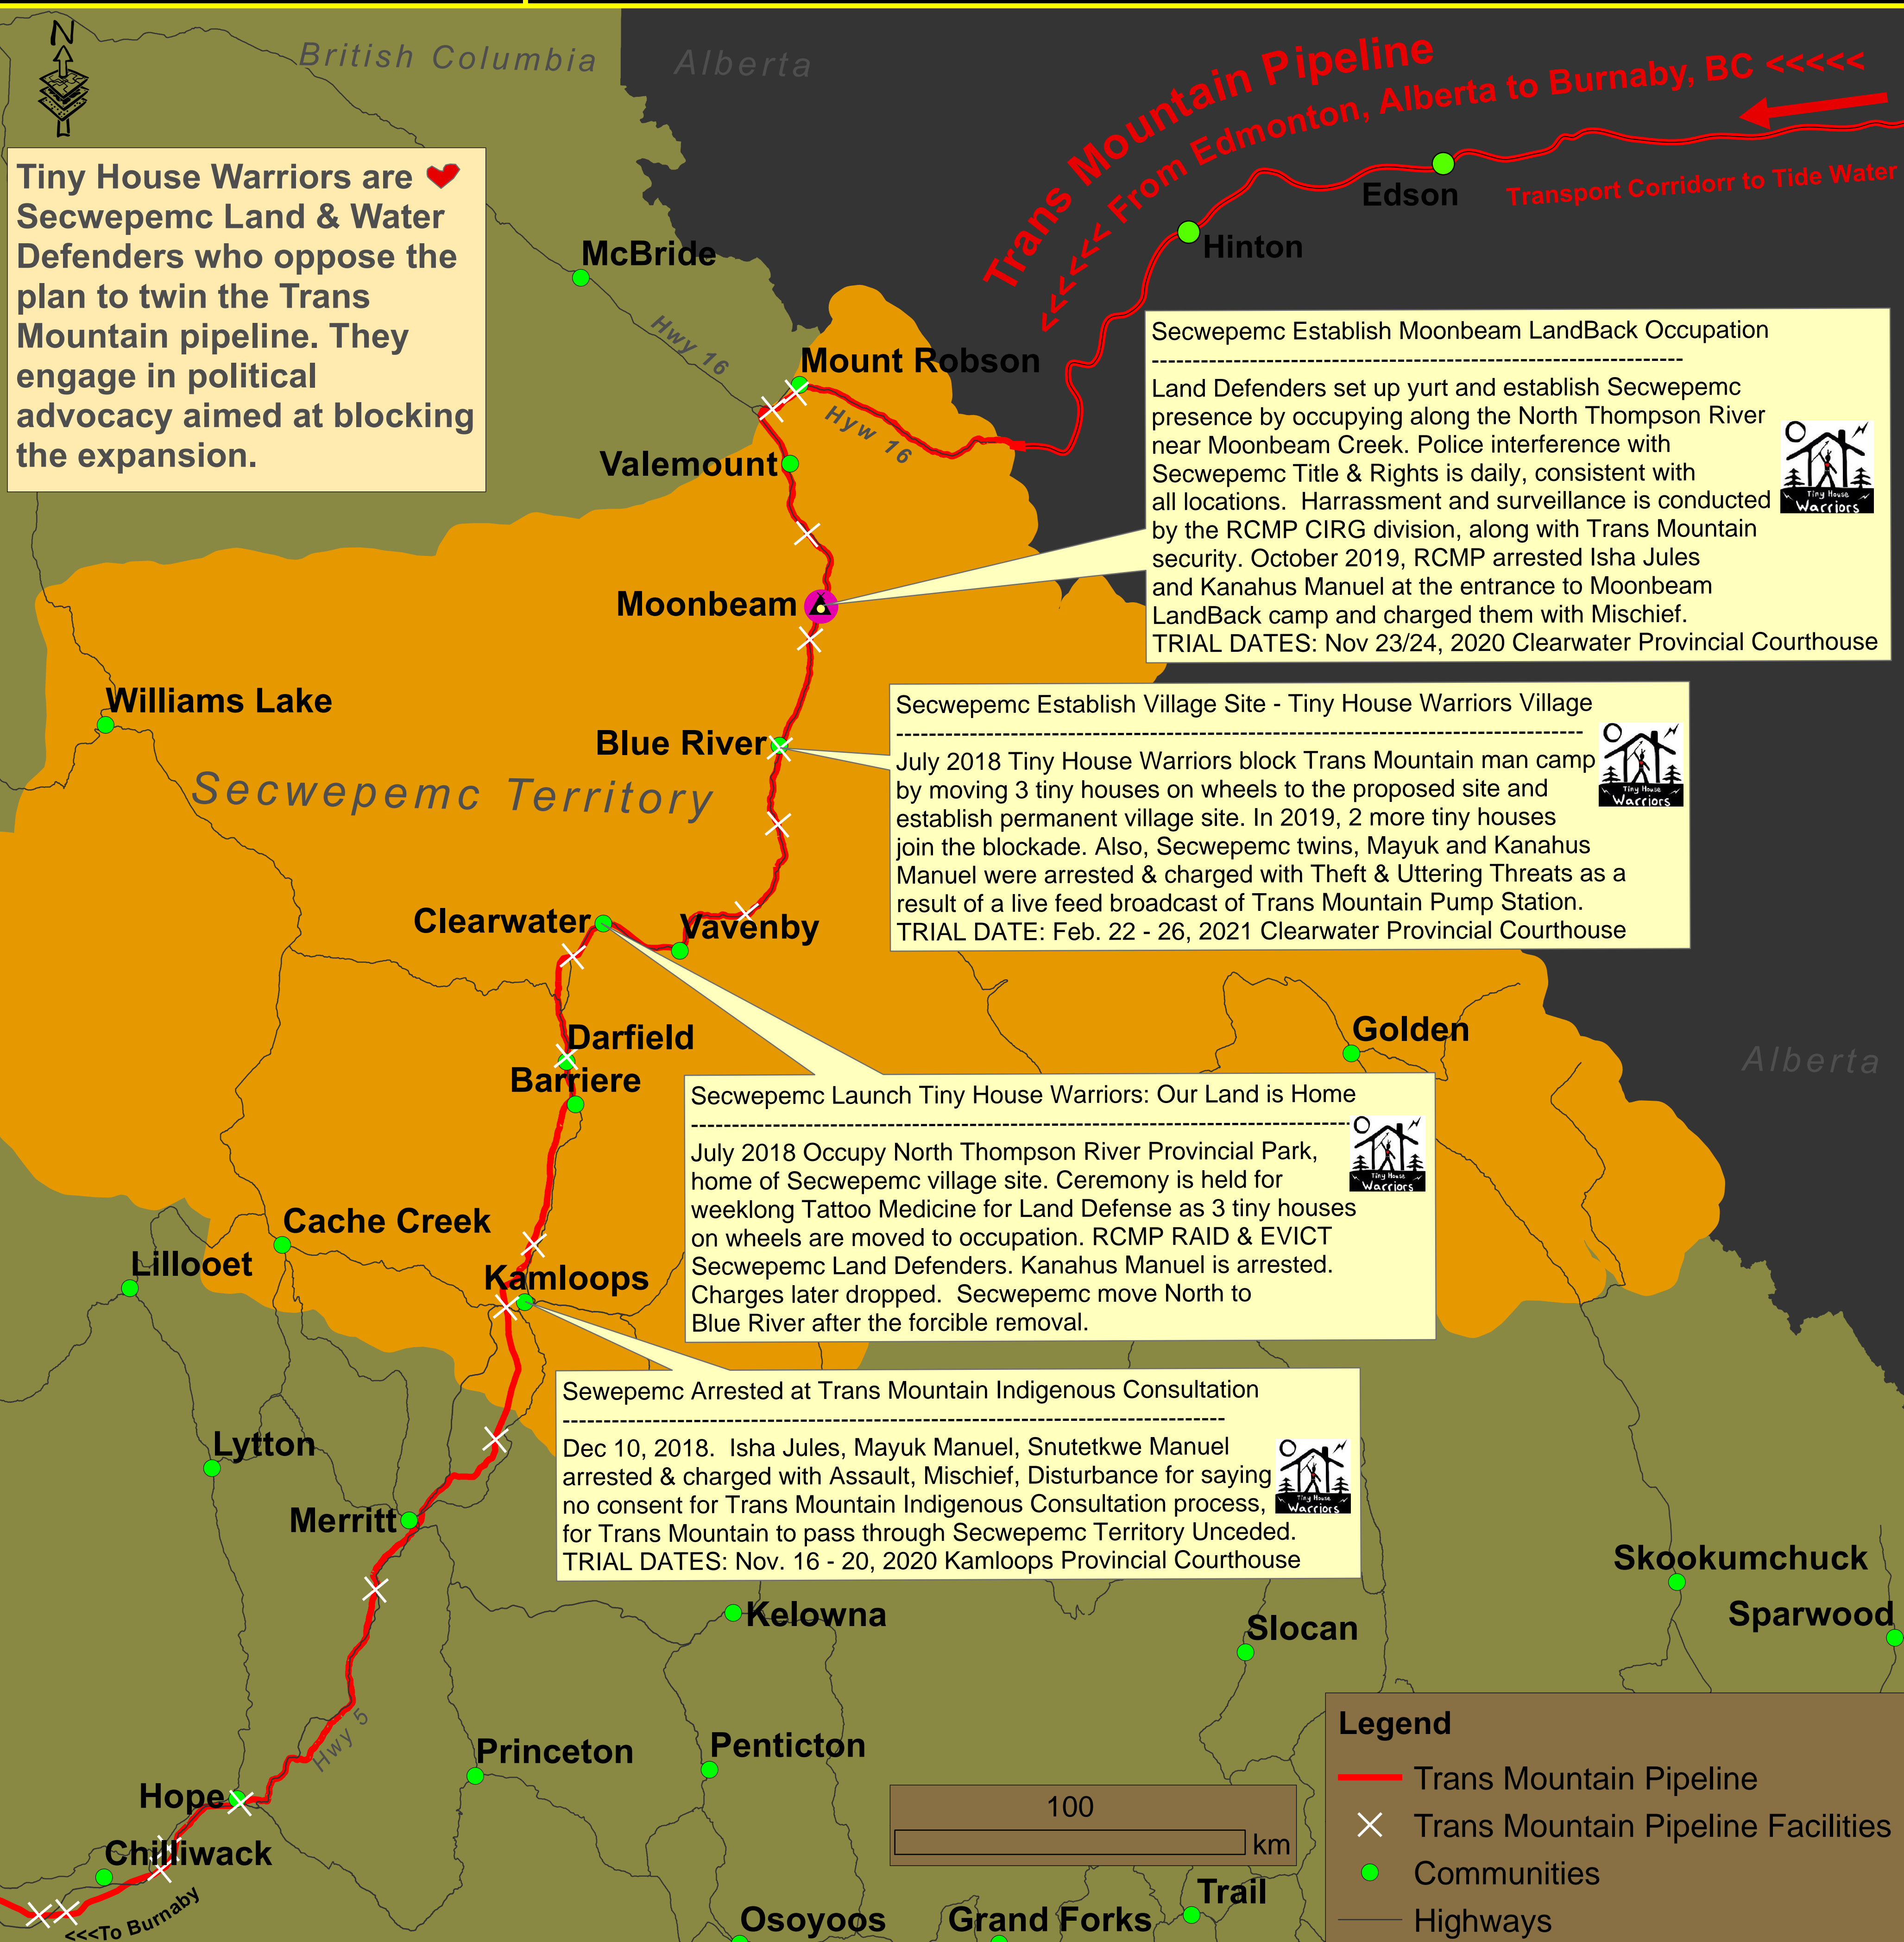 N
British Columbia
Alberta
Trans Mountain Pipeline
<<<<<< From Edmonton, Alberta to Burnaby, BC <<<<<
Transport Corridorr to Tide Water
Tiny House Warriors are
Secwepemc Land & Water
Defenders who oppose the
plan to twin the Trans
Mountain pipeline. They
engage in political
advocacy aimed at blocking
the expansion.
Edson
Hinton
McBride
Hwy 16
Mount Robson
Hyw 16
Valemount
Secwepemc Establish Moonbeam LandBack Occupation
-----------------------------------------------------------------
Land Defenders set up yurt and establish Secwepemc
presence by occupying along the North Thompson River
near Moonbeam Creek. Police interference with
Secwepemc Title & Rights is daily, consistent with
all locations.  Harrassment and surveillance is conducted
by the RCMP CIRG division, along with Trans Mountain
security. October 2019, RCMP arrested Isha Jules
and Kanahus Manuel at the entrance to Moonbeam
LandBack camp and charged them with Mischief.
TRIAL DATES: Nov 23/24, 2020 Clearwater Provincial Courthouse
Tiny House
Warriors
Moonbeam
Williams Lake
Blue River
Secwepemc Territory
Secwepemc Establish Village Site - Tiny House Warriors Village
------------------------------------------------------------------------------------
July 2018 Tiny House Warriors block Trans Mountain man camp
by moving 3 tiny houses on wheels to the proposed site and
establish permanent village site. In 2019, 2 more tiny houses
join the blockade. Also, Secwepemc twins, Mayuk and Kanahus
Manuel were arrested & charged with Theft & Uttering Threats as a
result of a live feed broadcast of Trans Mountain Pump Station.
TRIAL DATE: Feb. 22 - 26, 2021 Clearwater Provincial Courthouse
Tiny House
Warriors
Clearwater
Vavenby
Darfield
Barriere
Golden
Alberta
Secwepemc Launch Tiny House Warriors: Our Land is Home
---------------------------------------------------------------------------------
July 2018 Occupy North Thompson River Provincial Park,
home of Secwepemc village site. Ceremony is held for
weeklong Tattoo Medicine for Land Defense as 3 tiny houses
on wheels are moved to occupation. RCMP RAID & EVICT
Secwepemc Land Defenders. Kanahus Manuel is arrested.
Charges later dropped.  Secwepemc move North to
Blue River after the forcible removal.
Tiny House
Warriors
Cache Creek
Lillooet
Kamloops
Sewepemc Arrested at Trans Mountain Indigenous Consultation
---------------------------------------------------------------------------------
Dec 10, 2018.  Isha Jules, Mayuk Manuel, Snutetkwe Manuel
arrested & charged with Assault, Mischief, Disturbance for saying
no consent for Trans Mountain Indigenous Consultation process,
for Trans Mountain to pass through Secwepemc Territory Unceded.
TRIAL DATES: Nov. 16 - 20, 2020 Kamloops Provincial Courthouse
Tiny House
Warriors
Lytton
Merritt
Skookumchuck
Kelowna
Slocan
Sparwood
Hwy 5
Princeton
Penticton
Hope
Chilliwack
<<<To Burnaby
Osoyoos
Grand Forks
Trail
100
km
Legend
Trans Mountain Pipeline
Trans Mountain Pipeline Facilities
Communities
Highways